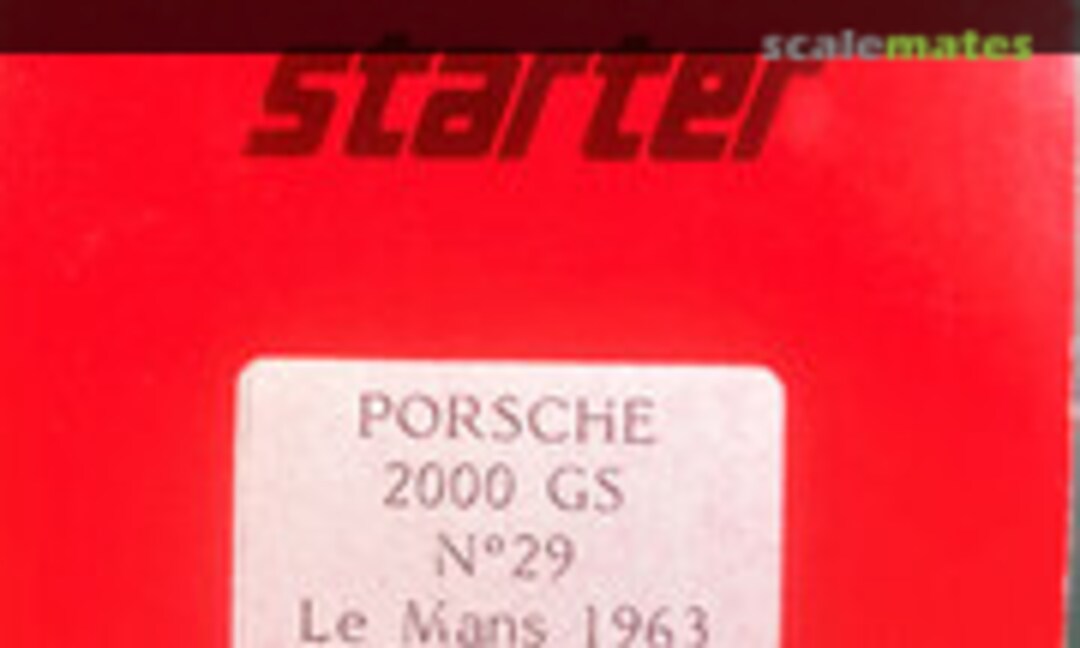 scalemates
starter
PORSCHE
2000 GS
N°29
Le Mans 1963